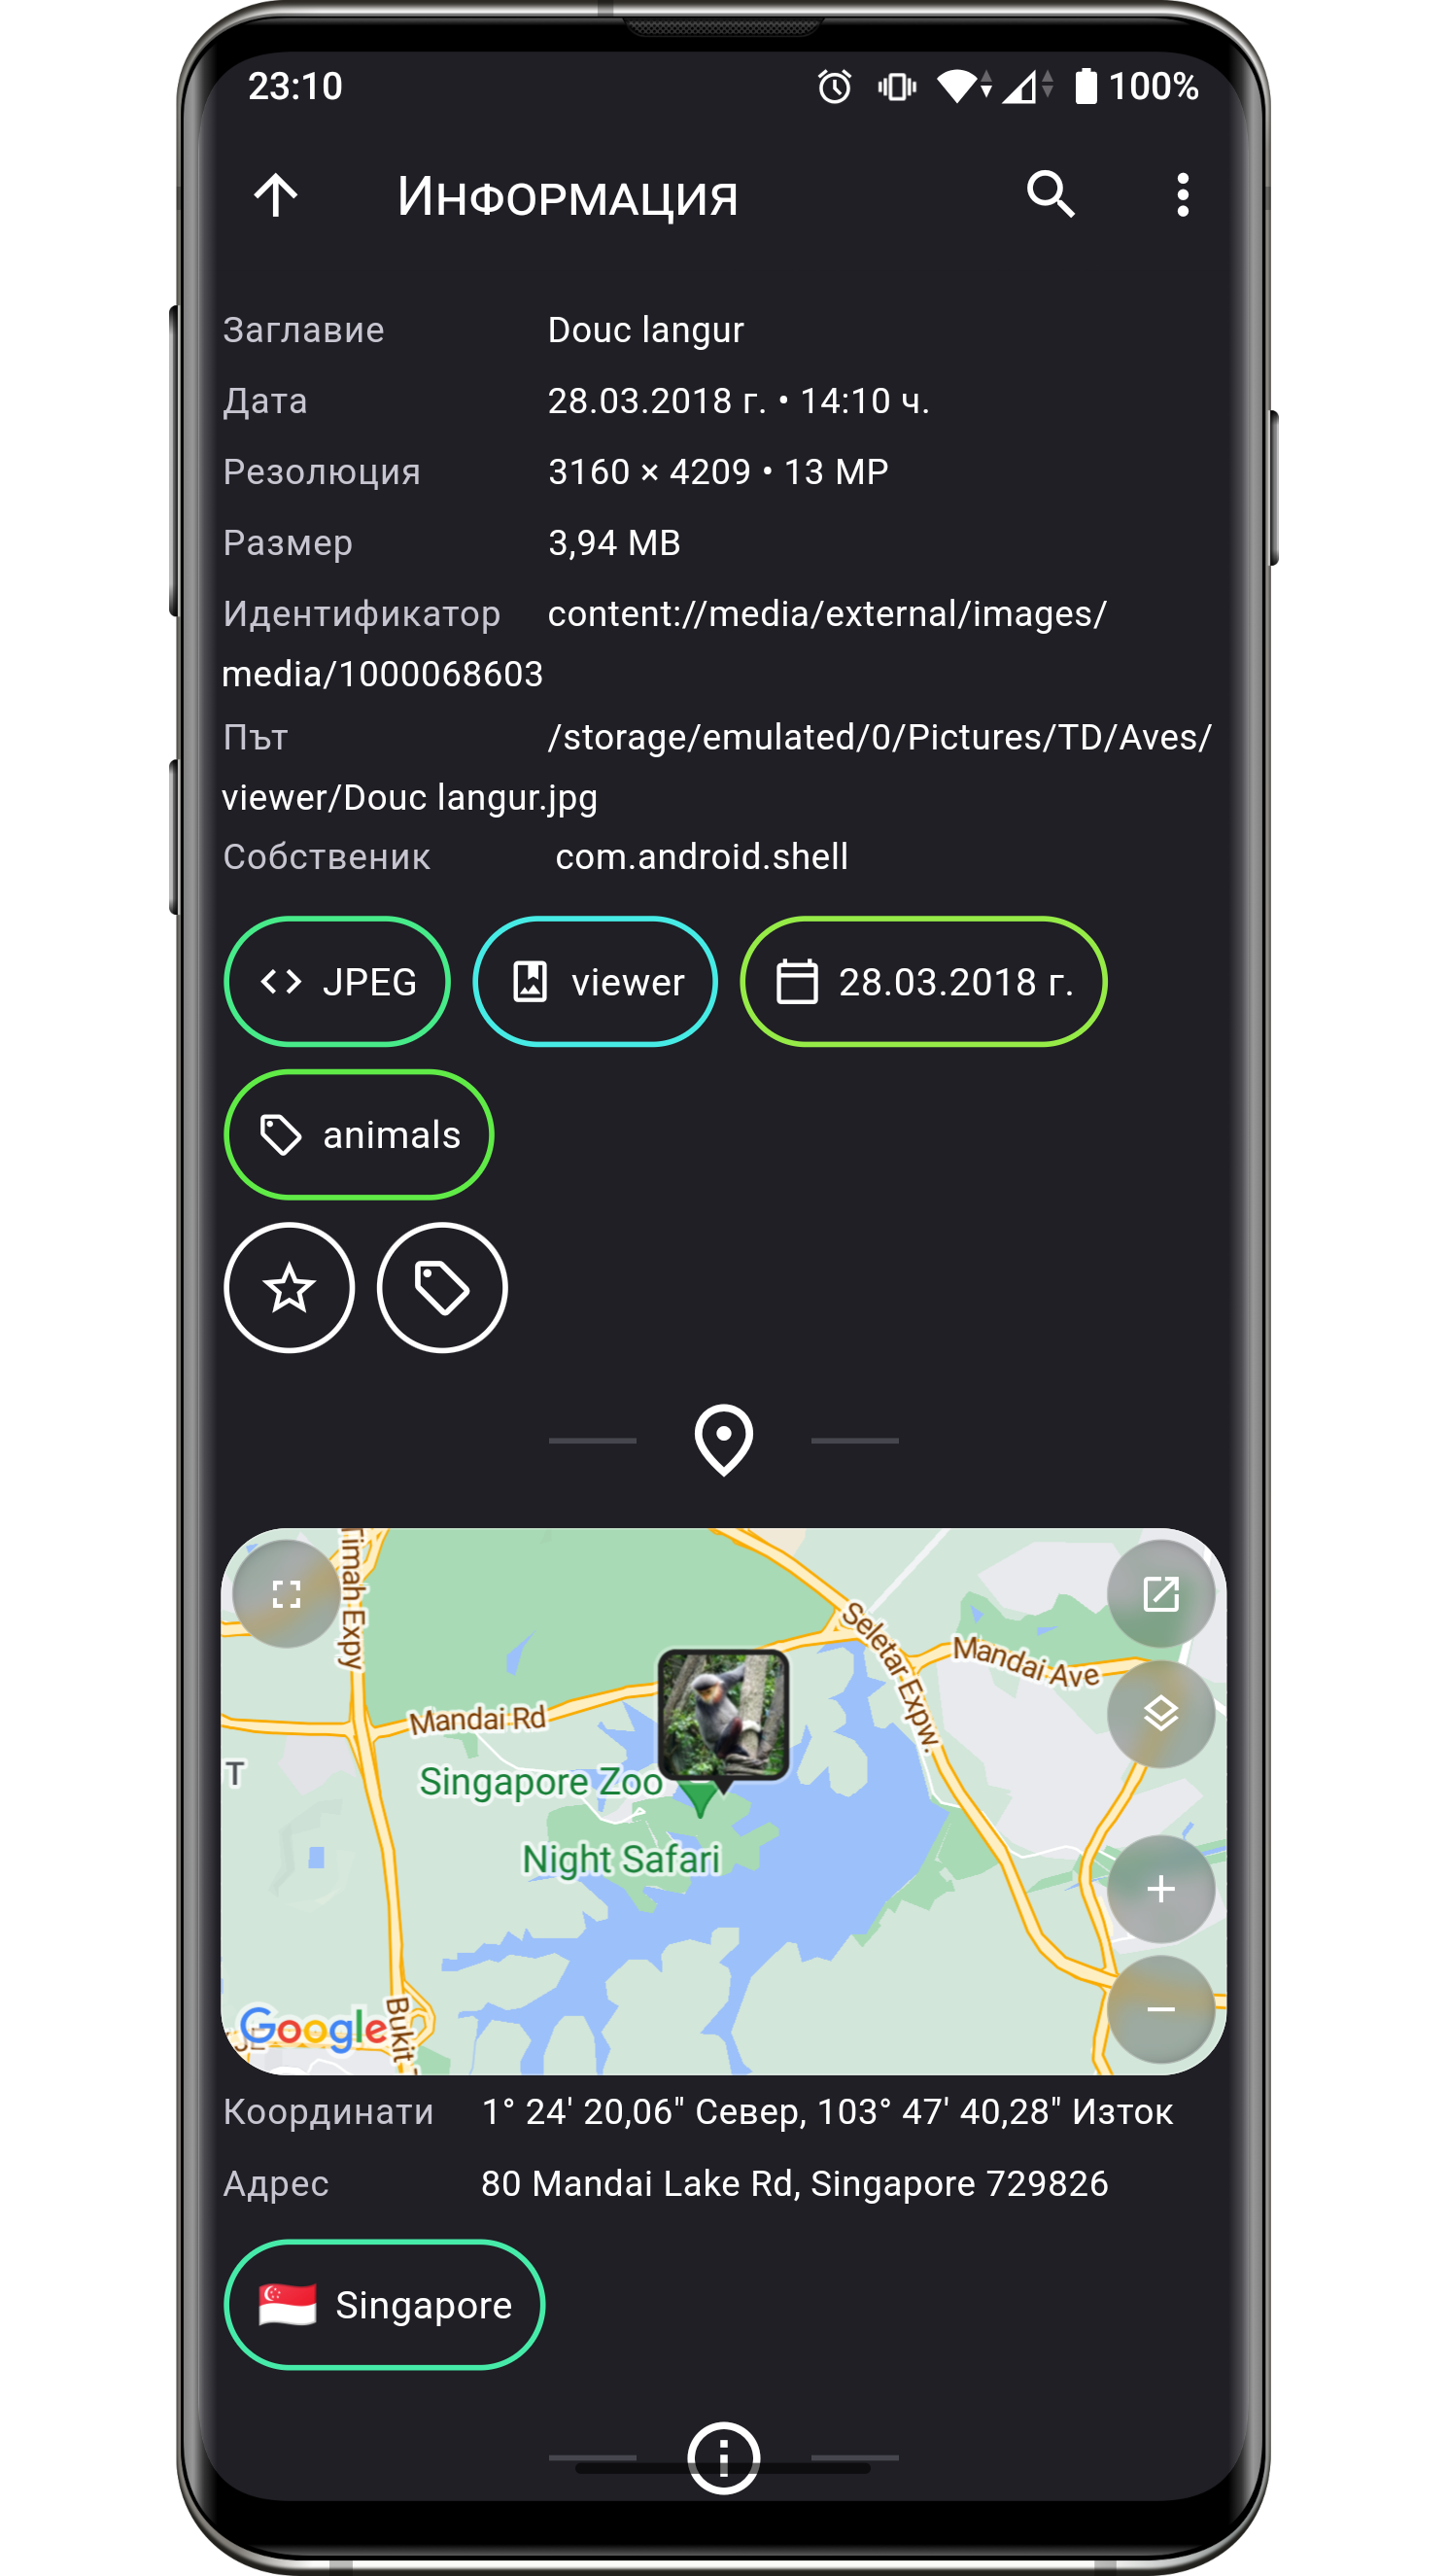 23:10 100%
Информация
Заглавие Douc langur
Дата 28.03.2018 г. • 14:10 ч.
Резолюция 3160 × 4209 • 13 MP
Размер 3,94 MB
Идентификатор content://media/external/images/
media/1000068603
Път /storage/emulated/0/Pictures/TD/Aves/
viewer/Douc langur.jpg
Собственик com.android.shell
JPEG viewer 28.03.2018 г.
animals
Timah Expy
Seletar Expw.
Mandai Ave
Mandai Rd
T
Singapore Zoo
Night Safari
Google
Bukit
Координати 1° 24' 20,06" Север, 103° 47' 40,28" Изток
Адрес 80 Mandai Lake Rd, Singapore 729826
Singapore